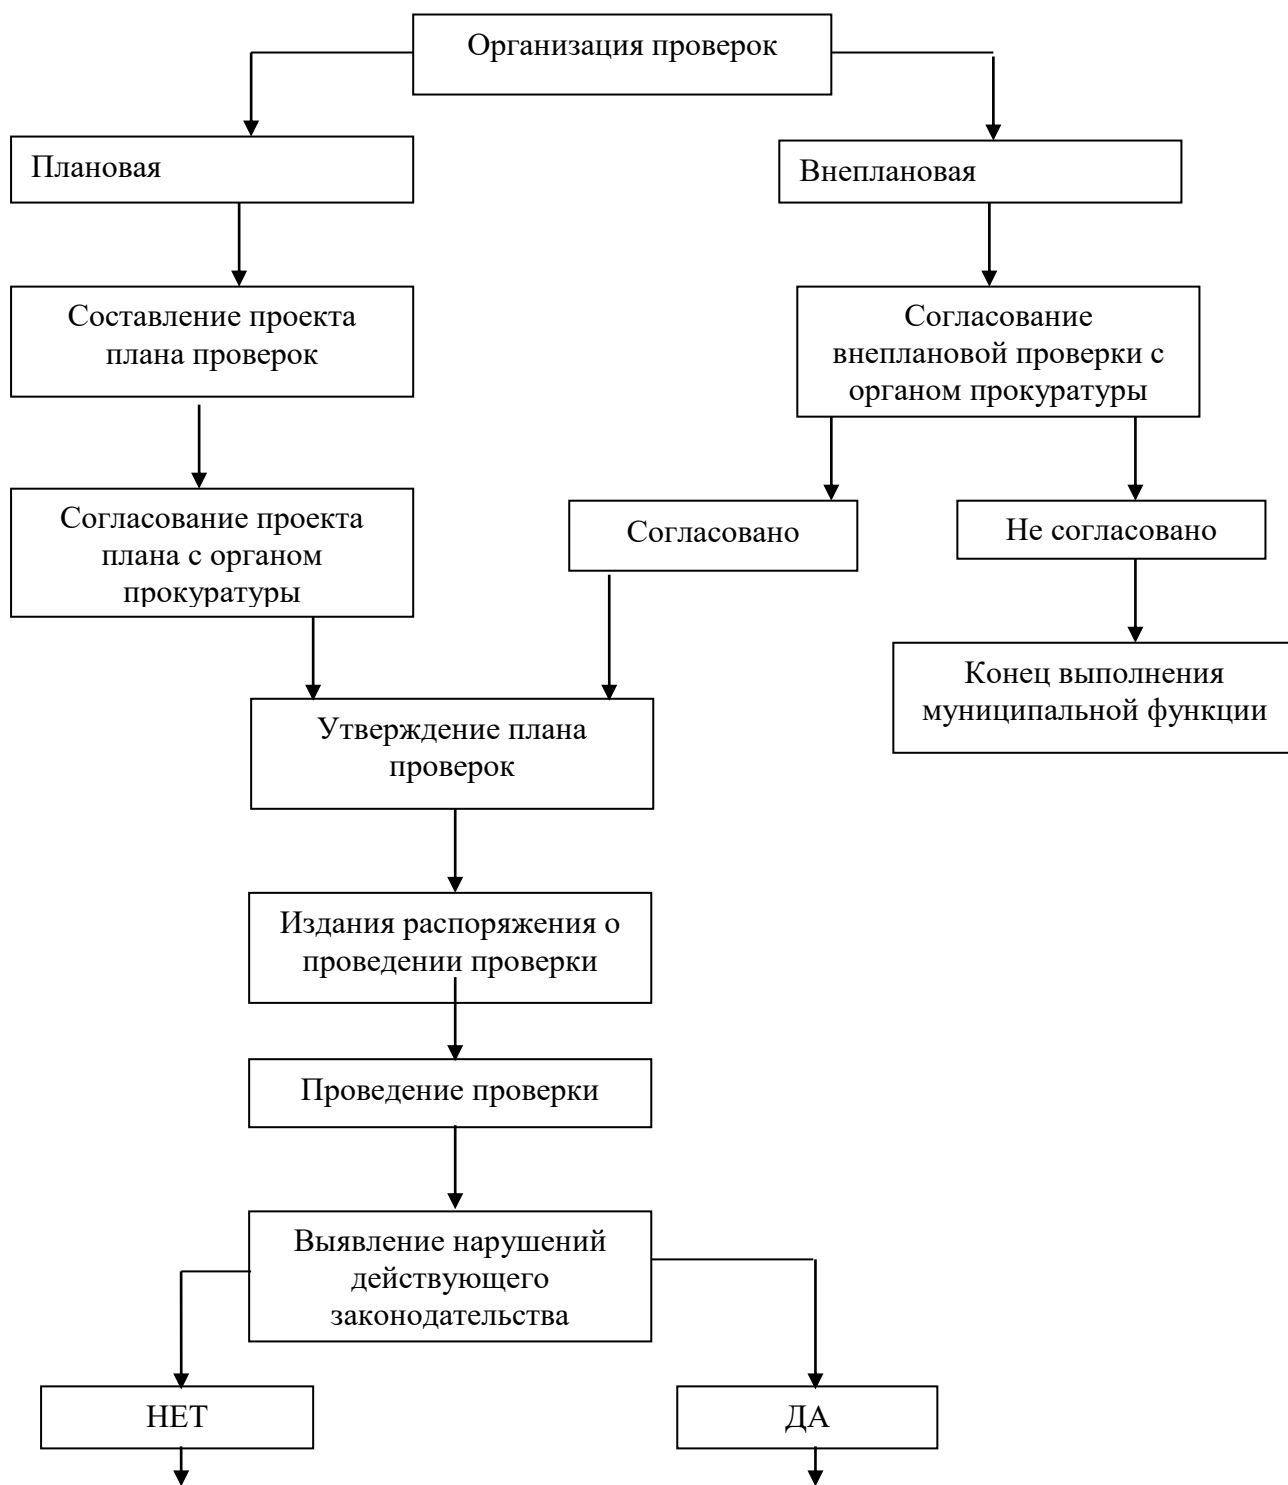 Организация проверок
Плановая
Внеплановая
Составление проекта
плана проверок
Согласование
внеплановой проверки с
органом прокуратуры
Согласование проекта
плана с органом
прокуратуры
Согласовано
Не согласовано
Конец выполнения
муниципальной функции
Утверждение плана
проверок
Издания распоряжения о
проведении проверки
Проведение проверки
Выявление нарушений
действующего
законодательства
НЕТ
ДА